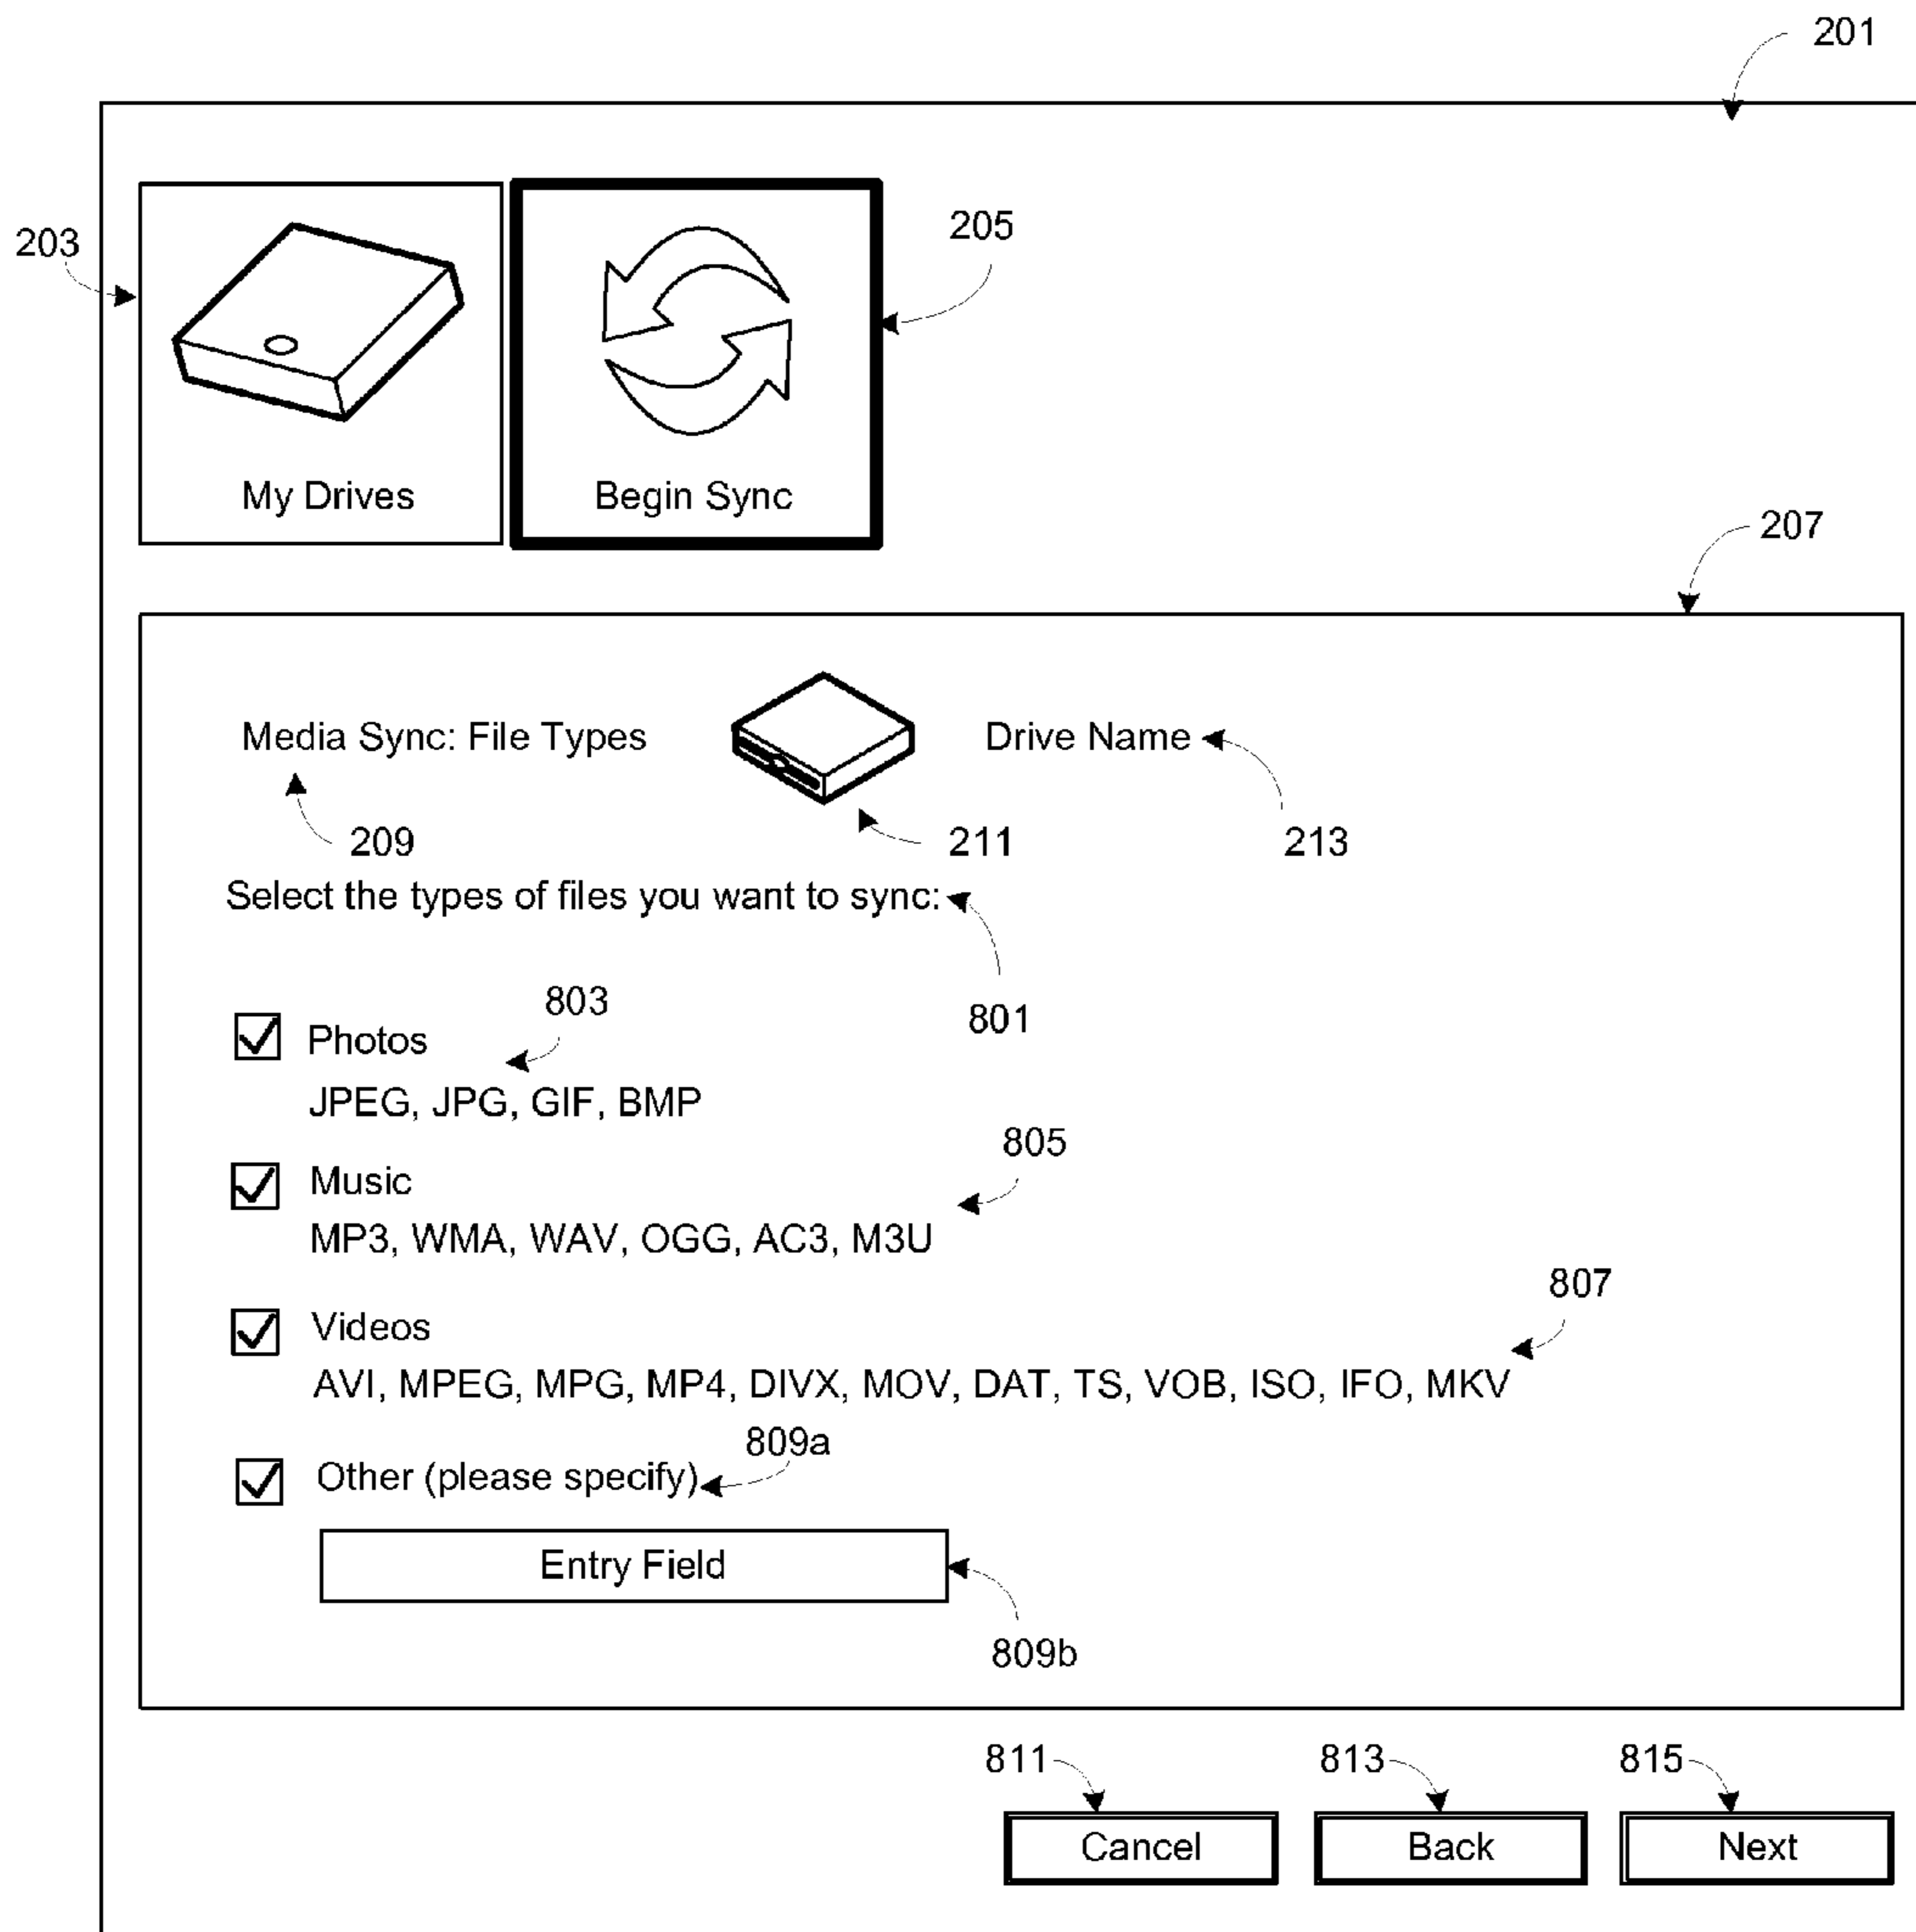 201
203
205
My Drives
Begin Sync
207
Media Sync: File Types
Drive Name
209
211
213
Select the types of files you want to sync:
801
803
Photos
JPEG, JPG, GIF, BMP
805
Music
MP3, WMA, WAV, OGG, AC3, M3U
807
Videos
AVI, MPEG, MPG, MP4, DIVX, MOV, DAT, TS, VOB, ISO, IFO, MKV
809a
Other (please specify)
Entry Field
809b
811
813
815
Cancel
Back
Next